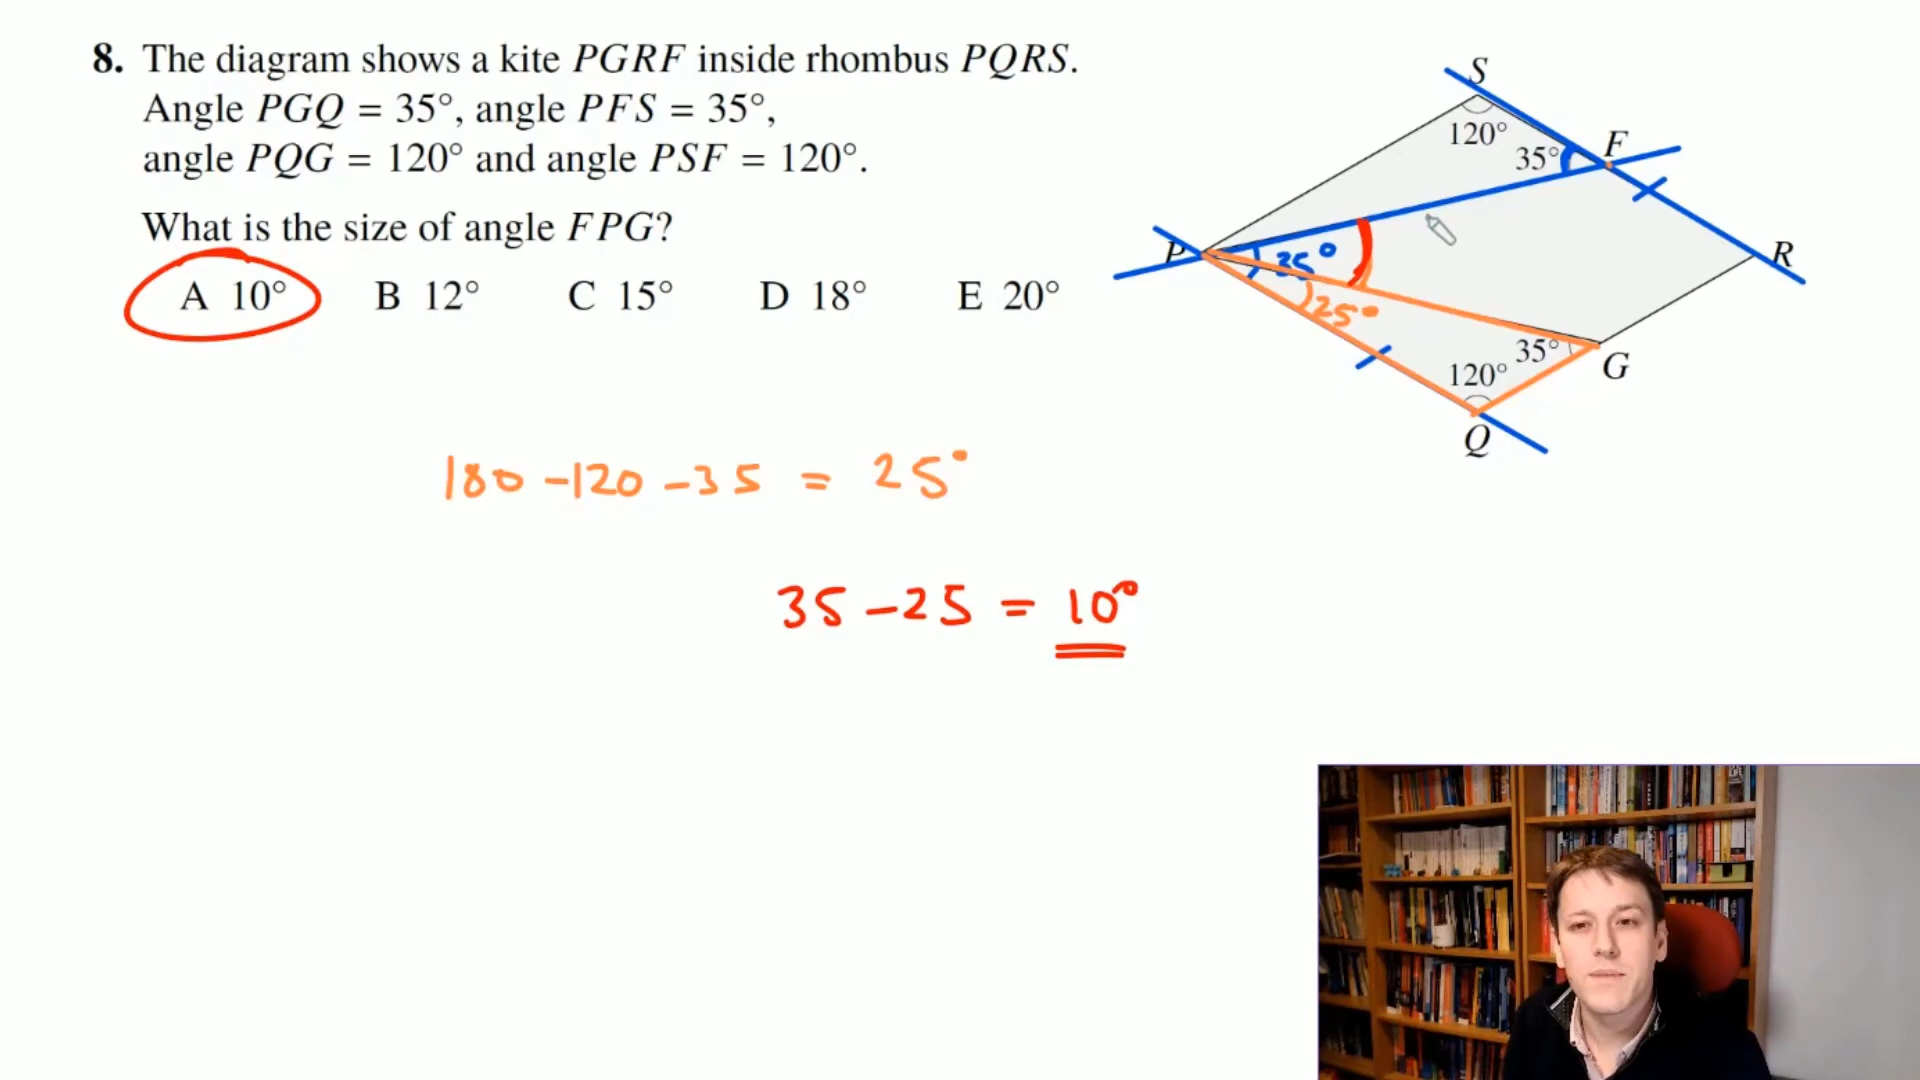 8. The diagram shows a kite PGRF inside rhombus PQRS.
Angle PGQ = 35°, angle PFS = 35°,
angle PQG = 120° and angle PSF = 120°.
What is the size of angle FPG?
A 10° B 12° C 15° D 18° E 20°
S
120°
35°
F
P
35°
R
25°
35°
G
120°
Q
180 - 120 - 35 = 25°
35 - 25 = 10°